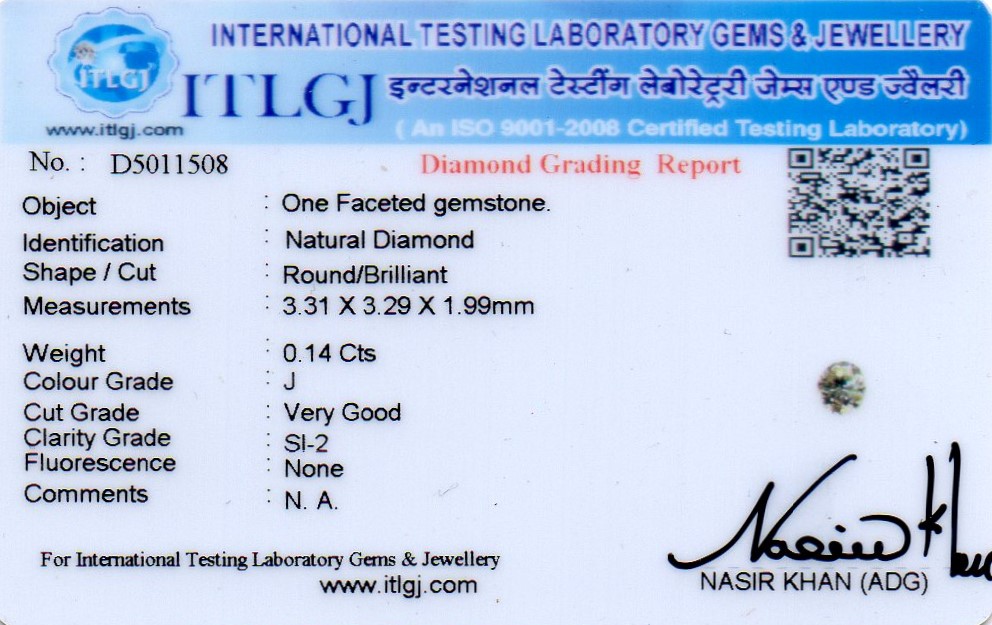 INTERNATIONAL TESTING LABORATORY GEMS & JEWELLERY
ITLGJ
ITLGJ इन्टरनेशनल टेस्टींग लेबोरेट्ररी जेम्स एण्ड ज्वैलरी
www.itlgj.com
( An ISO 9001-2008 Certified Testing Laboratory)
No. : D5011508
Diamond Grading Report
Object : One Faceted gemstone.
Identification : Natural Diamond
Shape / Cut : Round/Brilliant
Measurements : 3.31 X 3.29 X 1.99mm
Weight : 0.14 Cts
Colour Grade : J
Cut Grade : Very Good
Clarity Grade : SI-2
Fluorescence : None
Comments : N. A.
For International Testing Laboratory Gems & Jewellery
www.itlgj.com
Nasir Khan
NASIR KHAN (ADG)